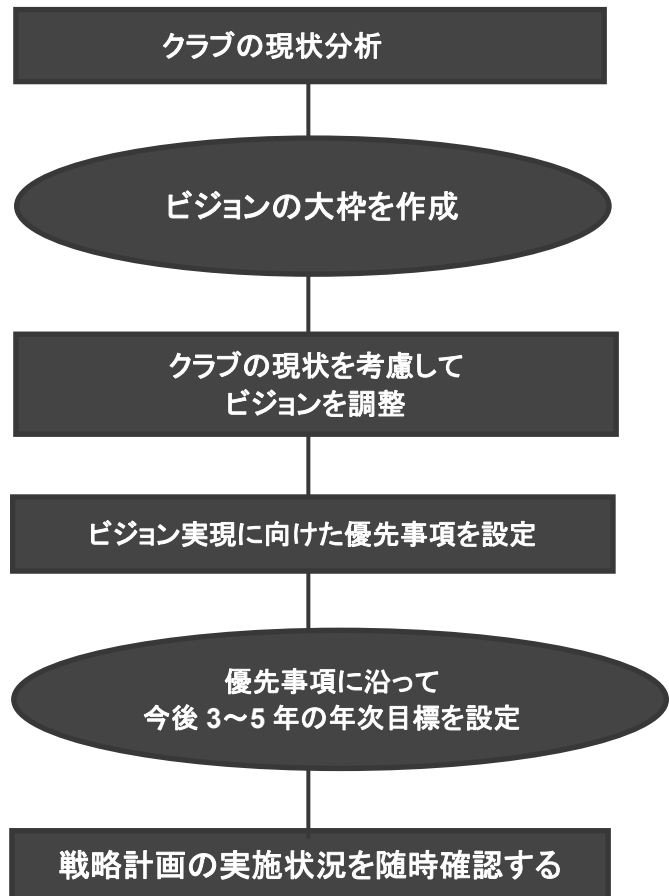 クラブの現状分析
ビジョンの大枠を作成
クラブの現状を考慮して
ビジョンを調整
ビジョン実現に向けた優先事項を設定
優先事項に沿って
今後 3～5 年の年次目標を設定
戦略計画の実施状況を随時確認する